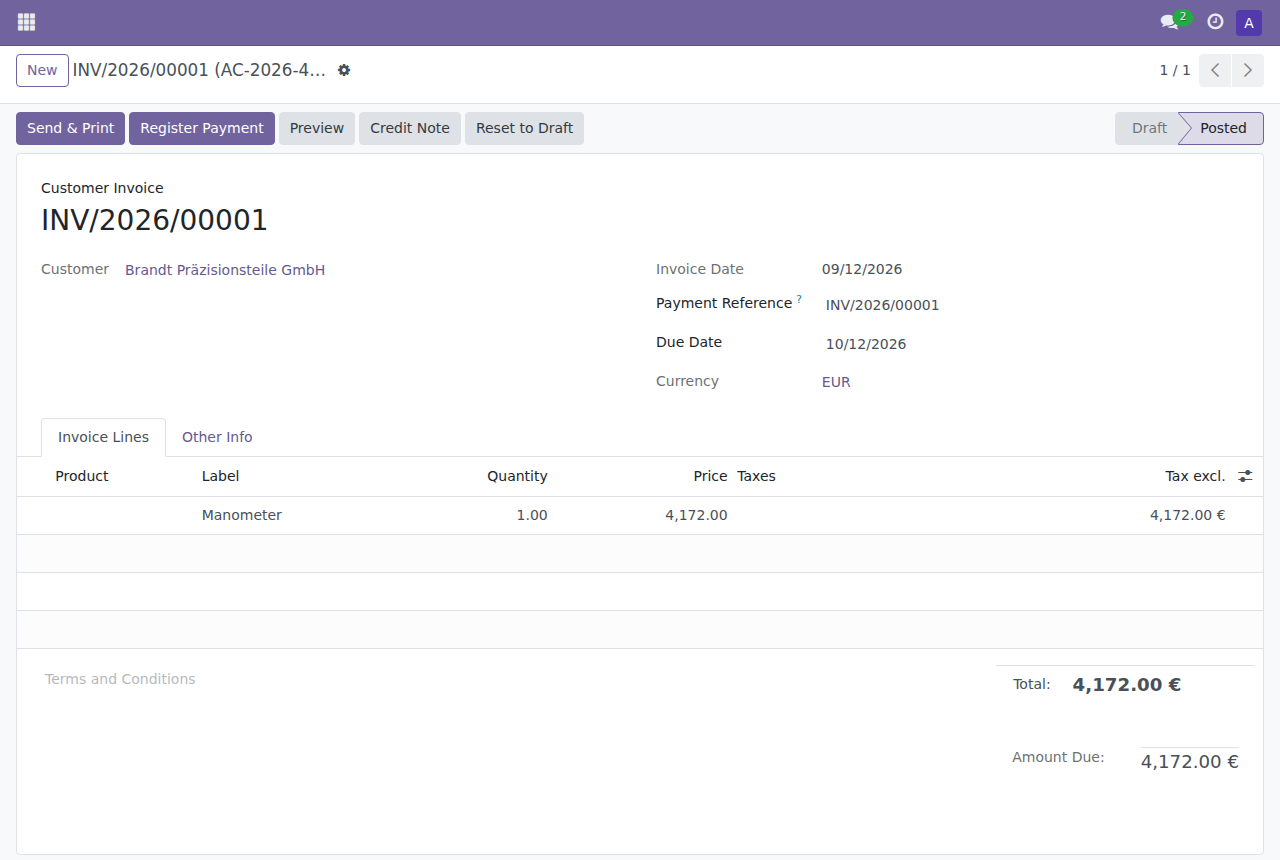 2
A
New
INV/2026/00001 (AC-2026-4...
1 / 1
Send & Print
Register Payment
Preview
Credit Note
Reset to Draft
Draft
Posted
Customer Invoice
INV/2026/00001
Customer
Brandt Präzisionsteile GmbH
Invoice Date
09/12/2026
Payment Reference ?
INV/2026/00001
Due Date
10/12/2026
Currency
EUR
Invoice Lines
Other Info
Product Label Quantity Price Taxes Tax excl.
Manometer 1.00 4,172.00 4,172.00 €
Terms and Conditions
Total: 4,172.00 €
Amount Due: 4,172.00 €